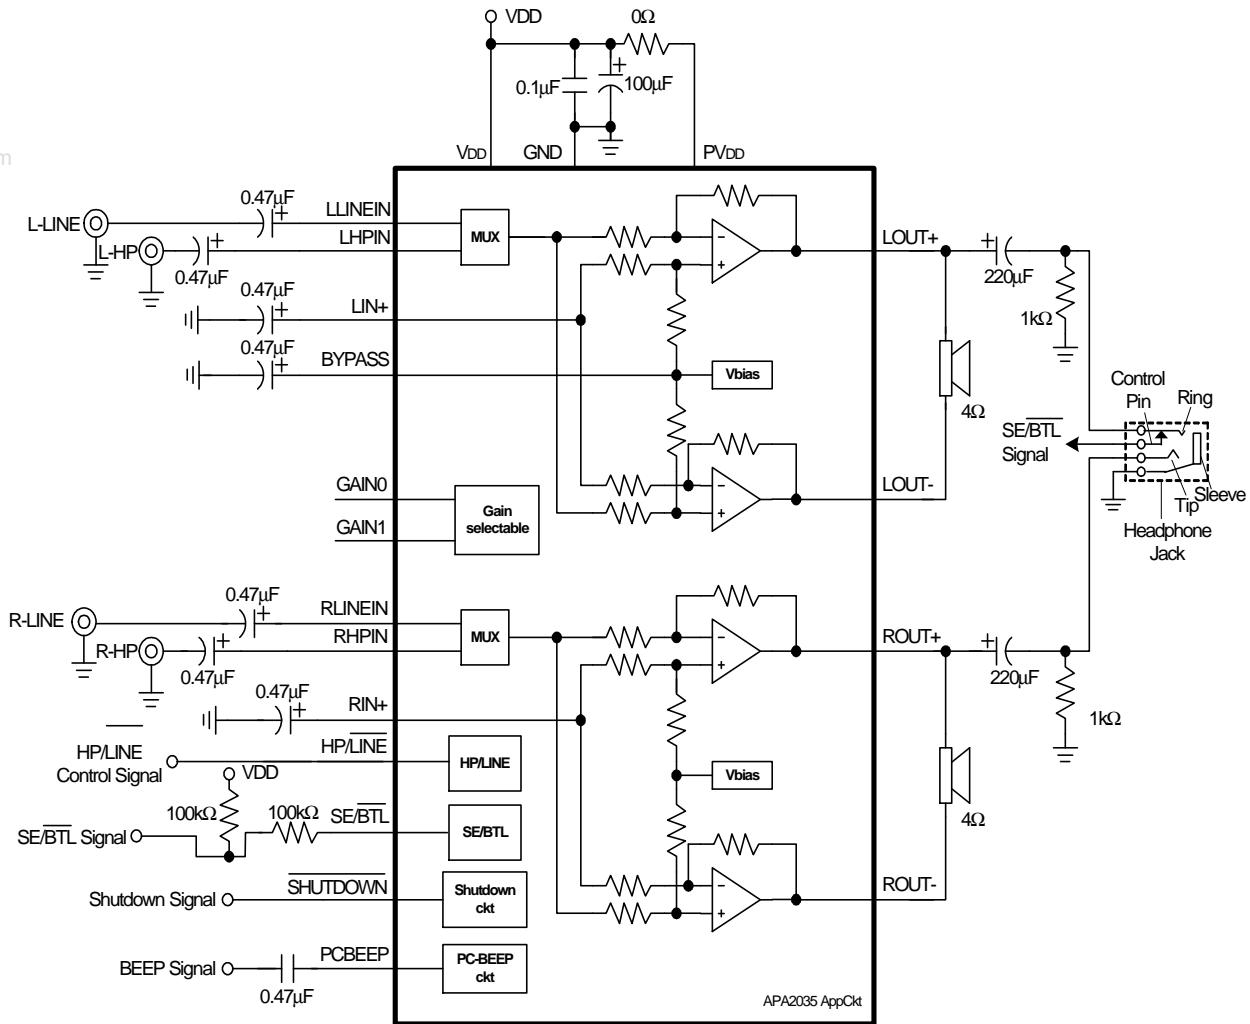 VDD
0Ω
0.1µF
100µF
VDD
GND
PVDD
m
0.47µF
L-LINE
LLINEIN
MUX
L-HP
LHPIN
0.47µF
LOUT+
220µF
1kΩ
0.47µF
LIN+
0.47µF
BYPASS
Vbias
4Ω
Control
Pin
Ring
SE/BTL
Signal
Tip
Sleeve
Headphone
Jack
LOUT-
GAIN0
GAIN1
Gain
selectable
0.47µF
R-LINE
RLINEIN
MUX
R-HP
RHPIN
0.47µF
ROUT+
220µF
1kΩ
0.47µF
RIN+
HP/LINE
HP/LINE
Control Signal
HP/LINE
VDD
Vbias
100kΩ
100kΩ
SE/BTL
SE/BTL
SE/BTL Signal
4Ω
SHUTDOWN
Shutdown Signal
Shutdown
ckt
ROUT-
PCBEEP
BEEP Signal
0.47µF
PC-BEEP
ckt
APA2035 AppCkt